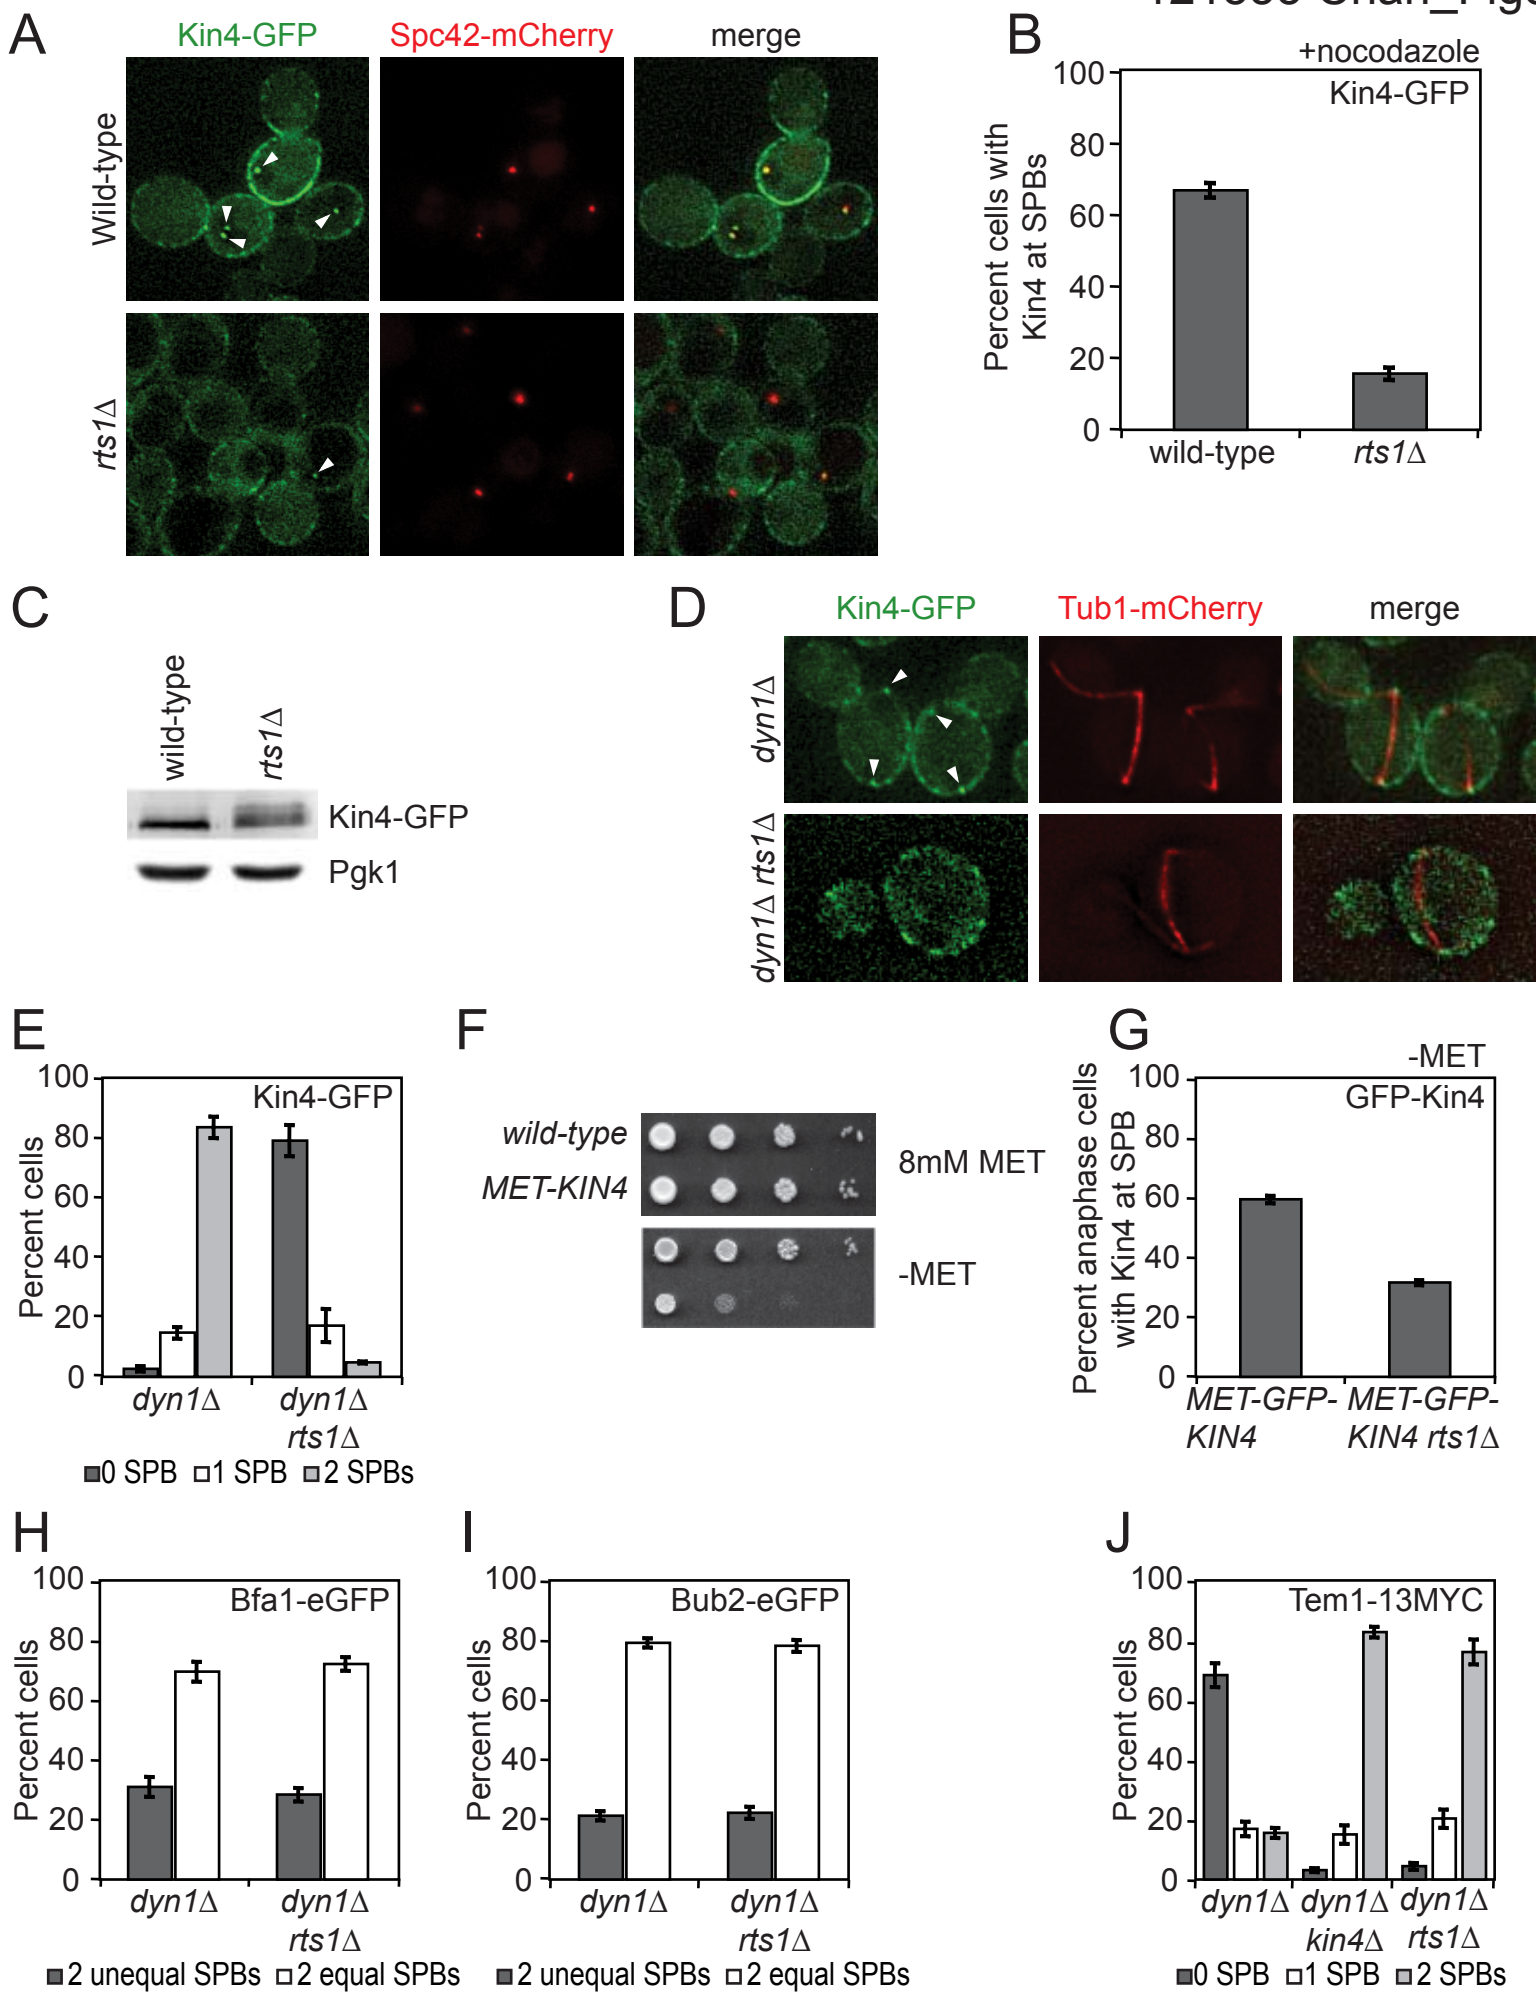 A
Kin4-GFP
Spc42-mCherry
merge
Wild-type
rts1Δ
B
+nocodazole
Kin4-GFP
Percent cells with
Kin4 at SPBs
100
80
60
40
20
0
wild-type
rts1Δ
C
wild-type
rts1Δ
Kin4-GFP
Pgk1
D
Kin4-GFP
Tub1-mCherry
merge
dyn1Δ
dyn1Δ rts1Δ
E
Kin4-GFP
Percent cells
100
80
60
40
20
0
dyn1Δ
dyn1Δ
rts1Δ
0 SPB 1 SPB 2 SPBs
F
wild-type
MET-KIN4
8mM MET
-MET
G
-MET
GFP-Kin4
Percent anaphase cells
with Kin4 at SPB
100
80
60
40
20
0
MET-GFP-
KIN4
MET-GFP-
KIN4 rts1Δ
H
Bfa1-eGFP
Percent cells
100
80
60
40
20
0
dyn1Δ
dyn1Δ
rts1Δ
2 unequal SPBs 2 equal SPBs
I
Bub2-eGFP
Percent cells
100
80
60
40
20
0
dyn1Δ
dyn1Δ
rts1Δ
2 unequal SPBs 2 equal SPBs
J
Tem1-13MYC
Percent cells
100
80
60
40
20
0
dyn1Δ
dyn1Δ
kin4Δ
dyn1Δ
rts1Δ
0 SPB 1 SPB 2 SPBs